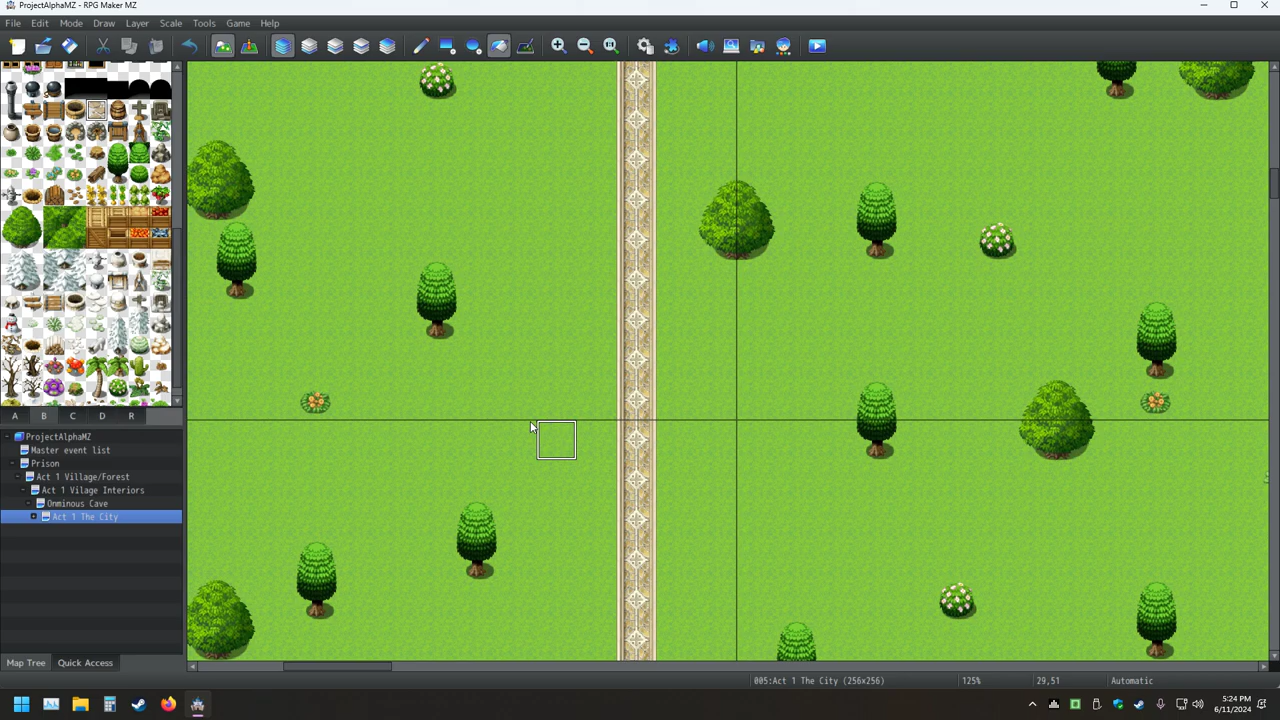 ProjectAlphaMZ - RPG Maker MZ
File Edit Mode Draw Layer Scale Tools Game Help
A B C D R
ProjectAlphaMZ
Master event list
Prison
Act 1 Village/Forest
Act 1 Vilage Interiors
Onminous Cave
Act 1 The City
Map Tree Quick Access
005:Act 1 The City (256x256) 125% 29,51 Automatic
5:24 PM
6/11/2024